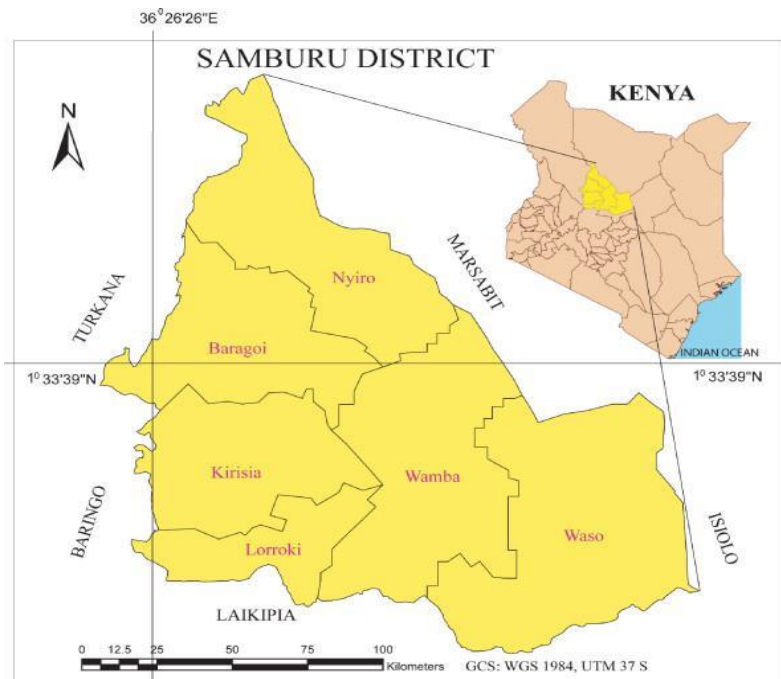 36° 26'26"E
SAMBURU DISTRICT
KENYA
N
MARSABIT
Nyiro
TURKANA
Baragoi
INDIAN OCEAN
1° 33'39"N
1° 33'39"N
Kirisia
Wamba
BARINGO
ISIOLO
Lorroki
Waso
LAIKIPIA
0 12.5 25 50 75 100
Kilometers
GCS: WGS 1984, UTM 37 S